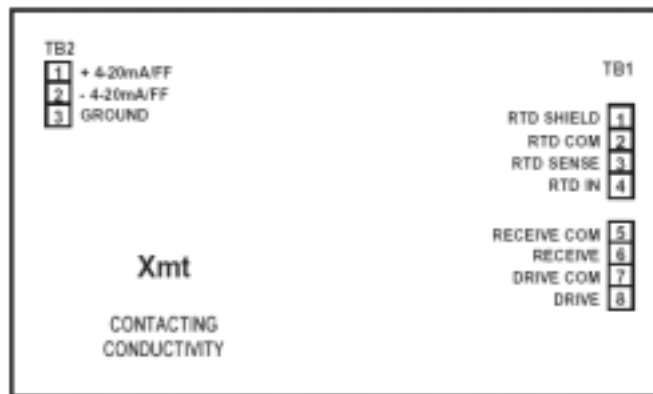 TB2
1 + 4-20mA/FF
2 - 4-20mA/FF
3 GROUND
TB1
RTD SHIELD 1
RTD COM 2
RTD SENSE 3
RTD IN 4
RECEIVE COM 5
RECEIVE 6
DRIVE COM 7
DRIVE 8
Xmt
CONTACTING
CONDUCTIVITY